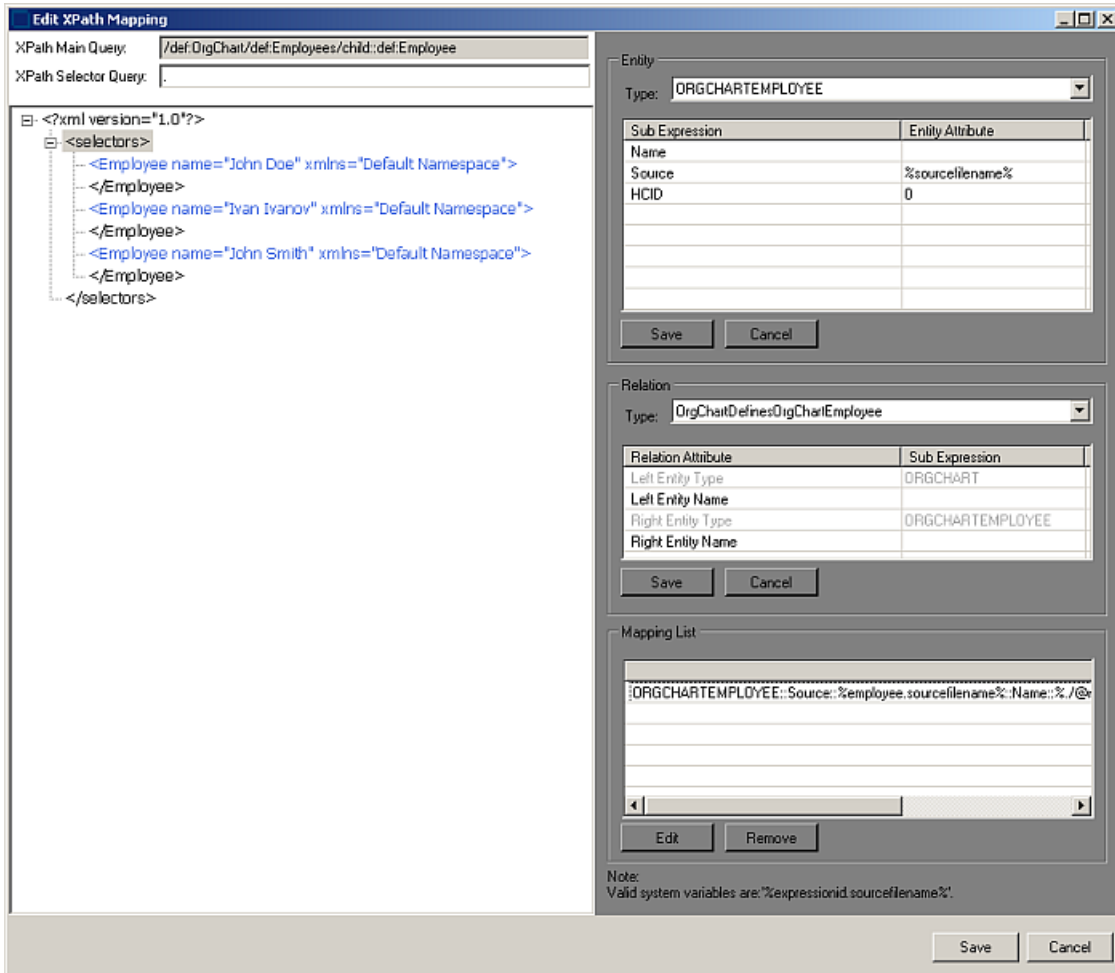 Edit XPath Mapping
XPath Main Query: /def:OrgChart/def:Employees/child::def:Employee
XPath Selector Query: .
<?xml version="1.0"?>
<selectors>
<Employee name="John Doe" xmlns="Default Namespace">
</Employee>
<Employee name="Ivan Ivanov" xmlns="Default Namespace">
</Employee>
<Employee name="John Smith" xmlns="Default Namespace">
</Employee>
</selectors>
Entity
Type: ORGCHARTEMPLOYEE
Sub Expression Entity Attribute
Name
Source %sourcefilename%
HCID 0
Save Cancel
Relation
Type: OrgChartDefinesOrgChartEmployee
Relation Attribute Sub Expression
Left Entity Type ORGCHART
Left Entity Name
Right Entity Type ORGCHARTEMPLOYEE
Right Entity Name
Save Cancel
Mapping List
ORGCHARTEMPLOYEE::Source::%employee.sourcefilename%::Name::%./@
Edit Remove
Note:
Valid system variables are:'%expressionid.sourcefilename%'.
Save Cancel